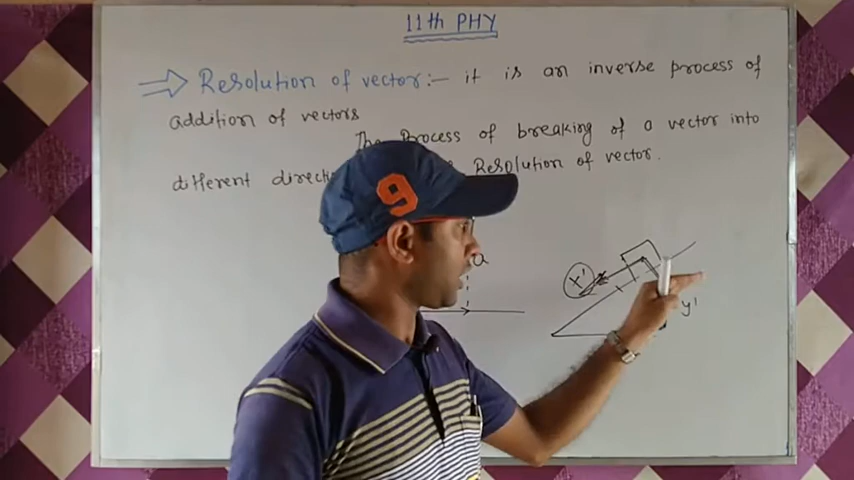 11th PHY
⇒ Resolution of vector:- it is an inverse process of
addition of vectors
The Process of breaking of a vector into
different direc Resolution of vector.
9
a
x'
y'